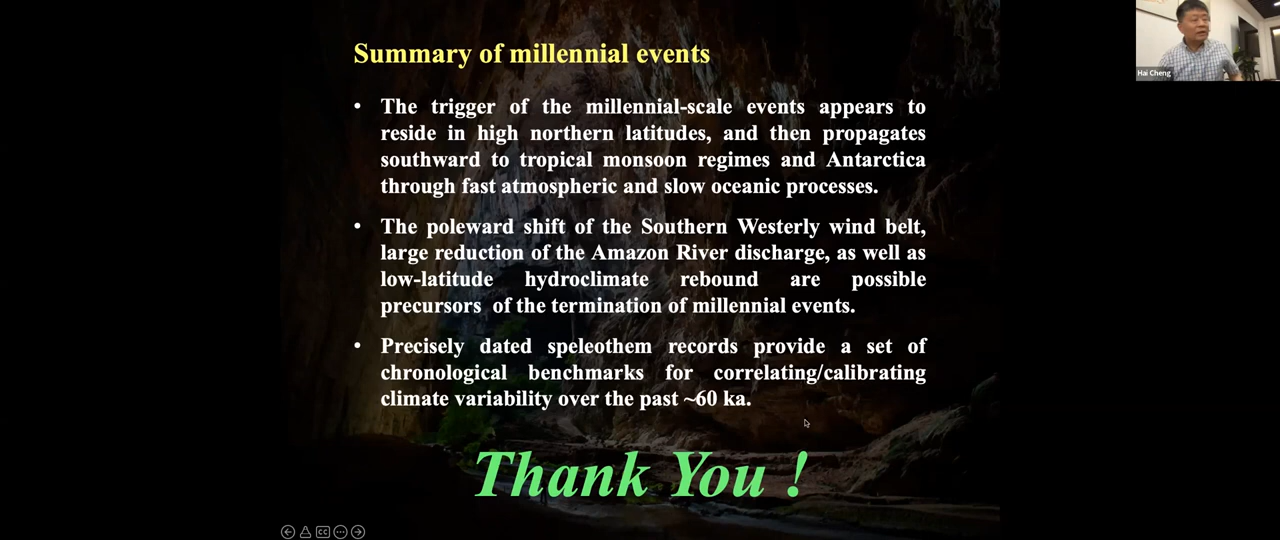 Summary of millennial events
• The trigger of the millennial-scale events appears to
reside in high northern latitudes, and then propagates
southward to tropical monsoon regimes and Antarctica
through fast atmospheric and slow oceanic processes.
• The poleward shift of the Southern Westerly wind belt,
large reduction of the Amazon River discharge, as well as
low-latitude hydroclimate rebound are possible
precursors of the termination of millennial events.
• Precisely dated speleothem records provide a set of
chronological benchmarks for correlating/calibrating
climate variability over the past ~60 ka.
Thank You !
Hai Cheng
CC